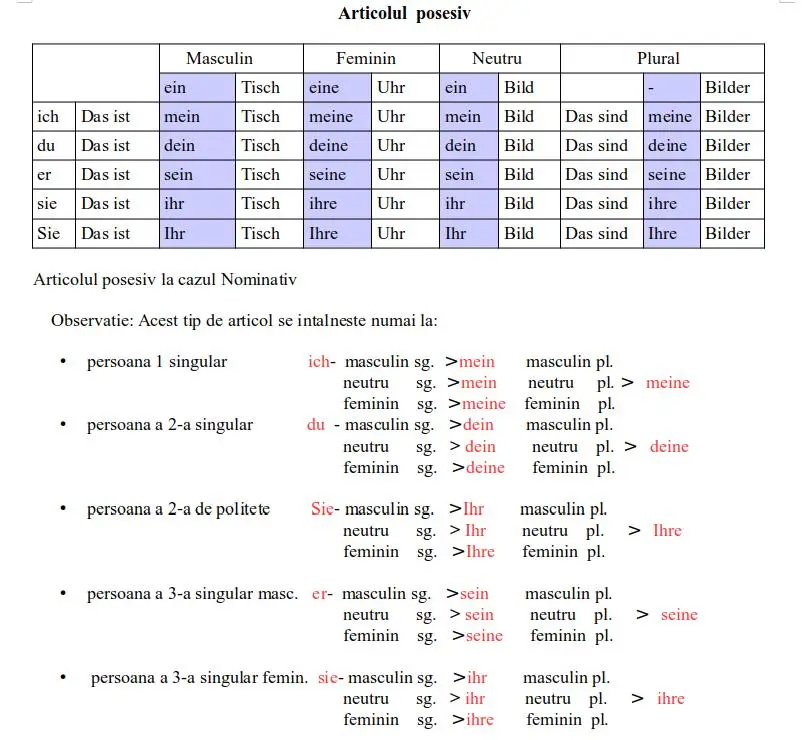 Articolul posesiv
Masculin Feminin Neutru Plural
ein Tisch eine Uhr ein Bild - Bilder
ich Das ist mein Tisch meine Uhr mein Bild Das sind meine Bilder
du Das ist dein Tisch deine Uhr dein Bild Das sind deine Bilder
er Das ist sein Tisch seine Uhr sein Bild Das sind seine Bilder
sie Das ist ihr Tisch ihre Uhr ihr Bild Das sind ihre Bilder
Sie Das ist Ihr Tisch Ihre Uhr Ihr Bild Das sind Ihre Bilder
Articolul posesiv la cazul Nominativ
Observatie: Acest tip de articol se intalneste numai la:
• persoana 1 singular ich- masculin sg. >mein masculin pl.
neutru sg. >mein neutru pl. > meine
feminin sg. >meine feminin pl.
• persoana a 2-a singular du - masculin sg. >dein masculin pl.
neutru sg. > dein neutru pl. > deine
feminin sg. >deine feminin pl.
• persoana a 2-a de politete Sie- masculin sg. >Ihr masculin pl.
neutru sg. > Ihr neutru pl. > Ihre
feminin sg. >Ihre feminin pl.
• persoana a 3-a singular masc. er- masculin sg. >sein masculin pl.
neutru sg. > sein neutru pl. > seine
feminin sg. >seine feminin pl.
• persoana a 3-a singular femin. sie- masculin sg. >ihr masculin pl.
neutru sg. > ihr neutru pl. > ihre
feminin sg. >ihre feminin pl.